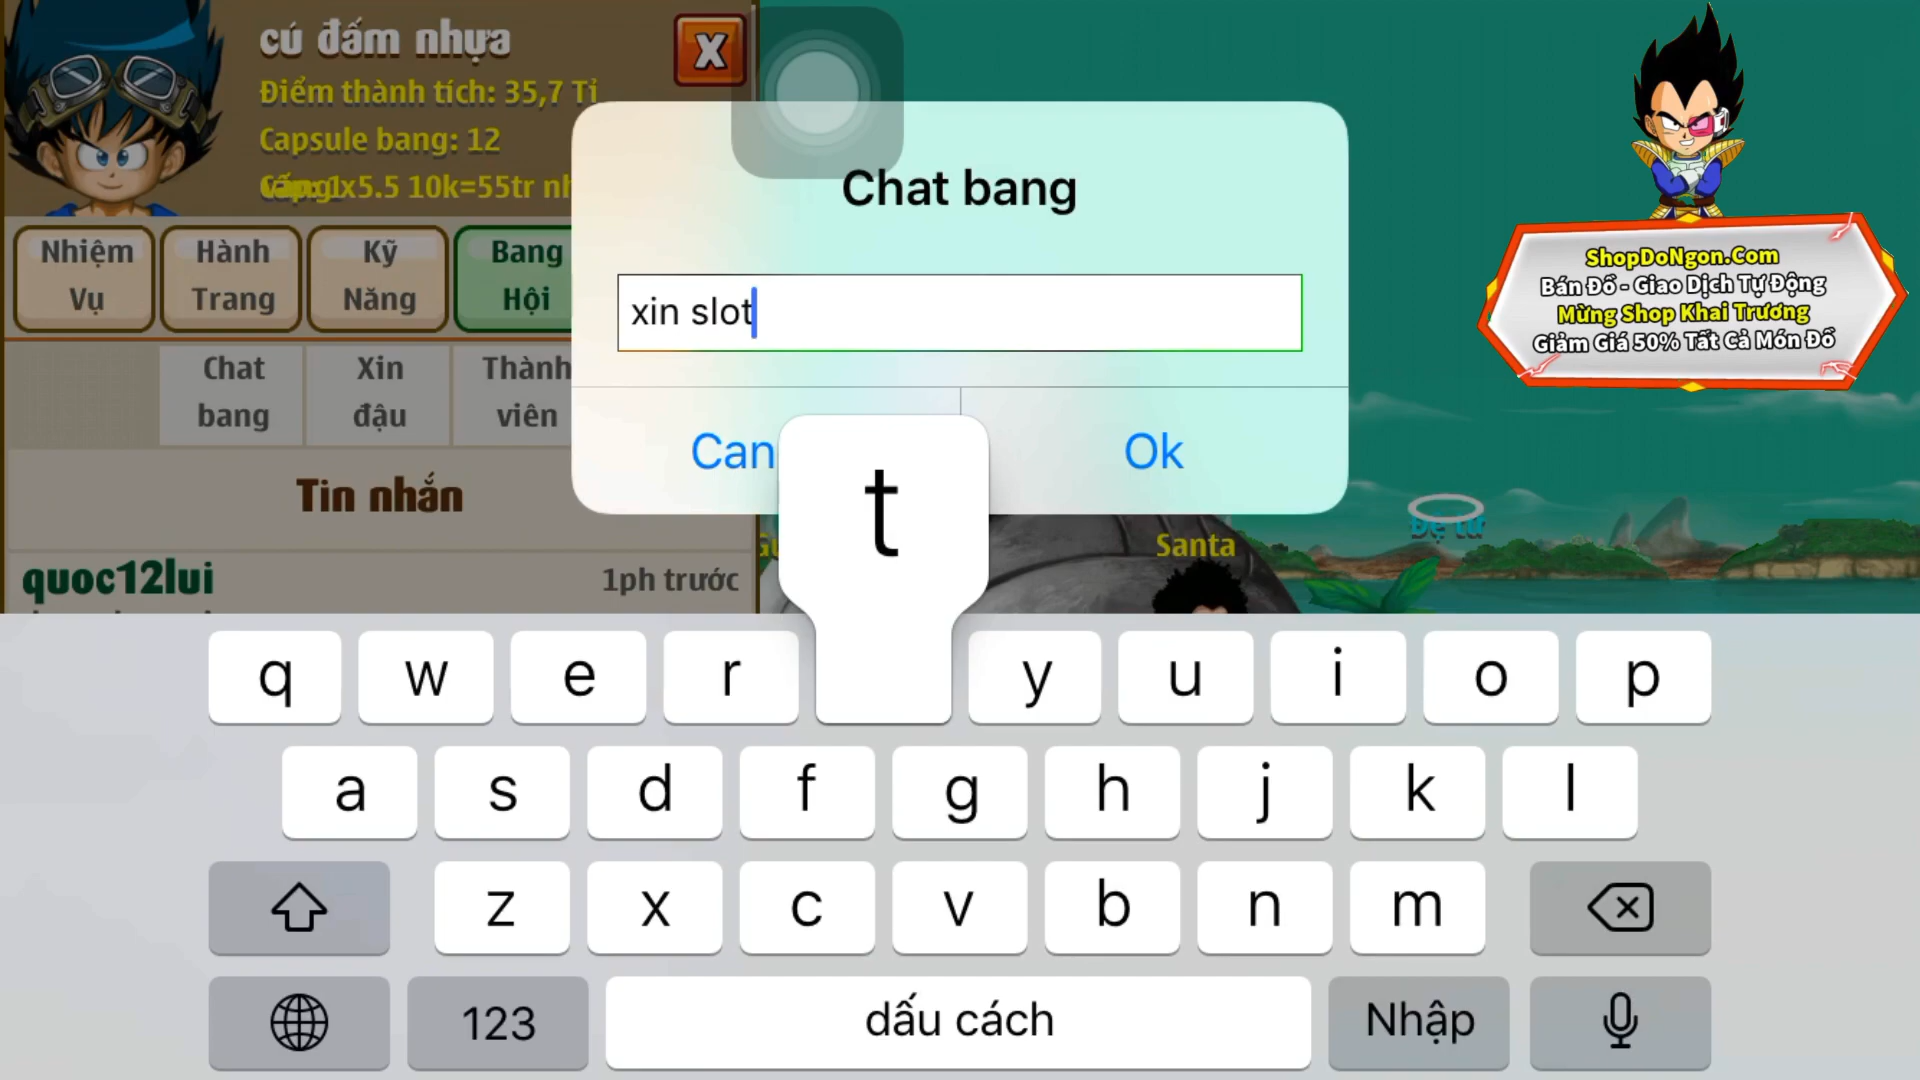 cú đấm nhựa
Điểm thành tích: 35,7 Tỉ
Capsule bang: 12
x5.5 10k=55tr
Nhiệm
Vụ
Hành
Trang
Kỹ
Năng
Bang
Hội
Chat
bang
Xin
đậu
Thành
viên
Tin nhắn
quoc12lui
1ph trước
X
Chat bang
xin slot
Can
Ok
t
Santa
Đệ tử
ShopDoNgon.Com
Bán Đồ - Giao Dịch Tự Động
Mừng Shop Khai Trương
Giảm Giá 50% Tất Cả Món Đồ
q w e r y u i o p
a s d f g h j k l
z x c v b n m
123 dấu cách Nhập